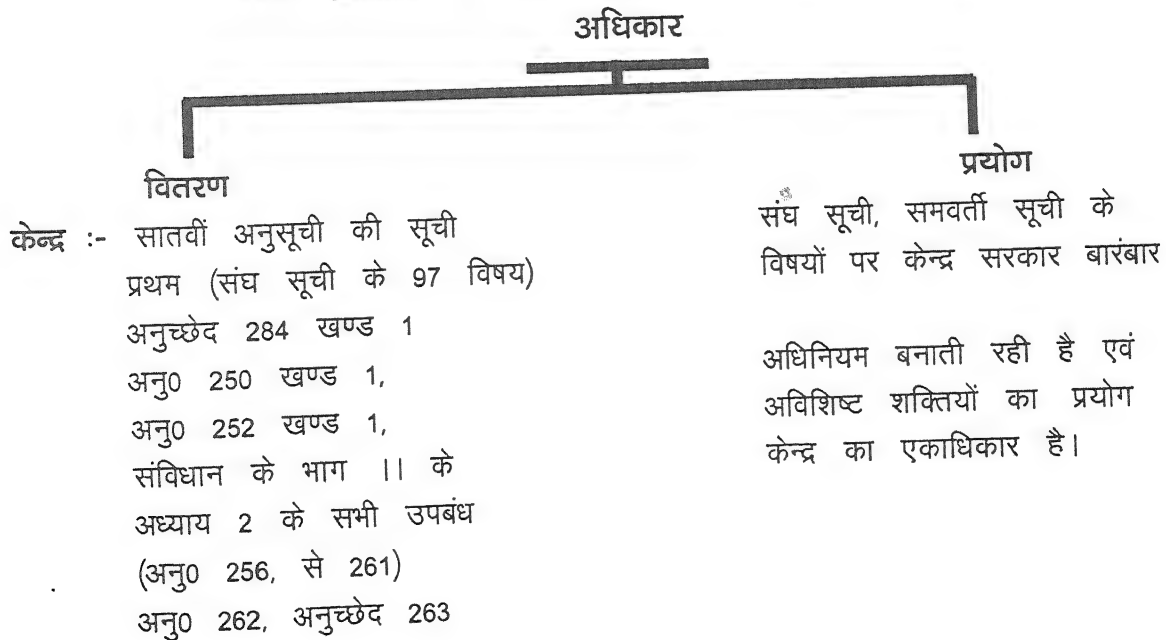 अधिकार
वितरण
केन्द्र :- सातवीं अनुसूची की सूची
प्रथम (संघ सूची के 97 विषय)
अनुच्छेद 284 खण्ड 1
अनु0 250 खण्ड 1,
अनु0 252 खण्ड 1,
संविधान के भाग ।। के
अध्याय 2 के सभी उपबंध
(अनु0 256, से 261)
अनु0 262, अनुच्छेद 263
प्रयोग
संघ सूची, समवर्ती सूची के
विषयों पर केन्द्र सरकार बारंबार
अधिनियम बनाती रही है एवं
अविशिष्ट शक्तियों का प्रयोग
केन्द्र का एकाधिकार है।